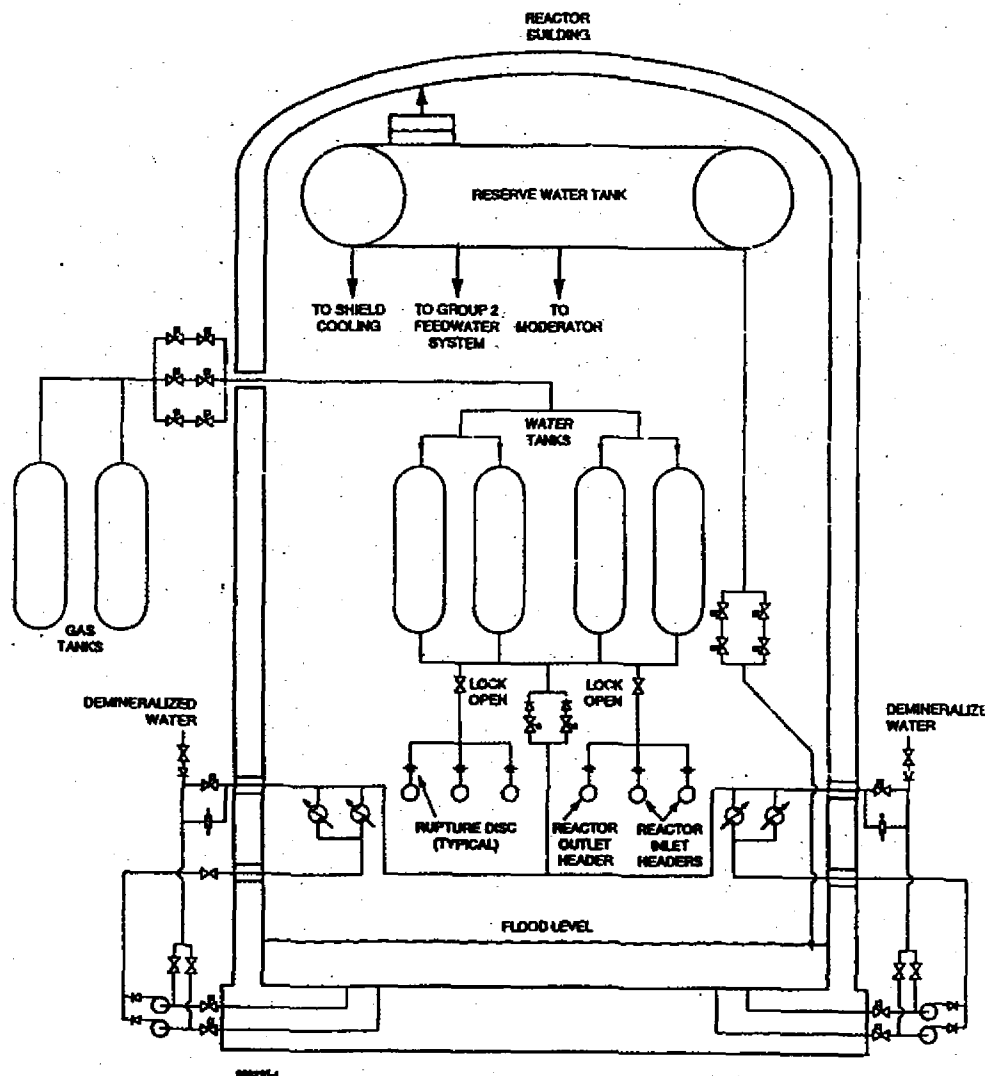 REACTOR
BUILDING
RESERVE WATER TANK
TO SHIELD
COOLING
TO GROUP 2
FEEDWATER
SYSTEM
TO
MODERATOR
WATER
TANKS
GAS
TANKS
LOCK
OPEN
LOCK
OPEN
DEMINERALIZED
WATER
DEMINERALIZE
WATER
RUPTURE DISC
(TYPICAL)
REACTOR
OUTLET
HEADER
REACTOR
INLET
HEADERS
FLOOD LEVEL